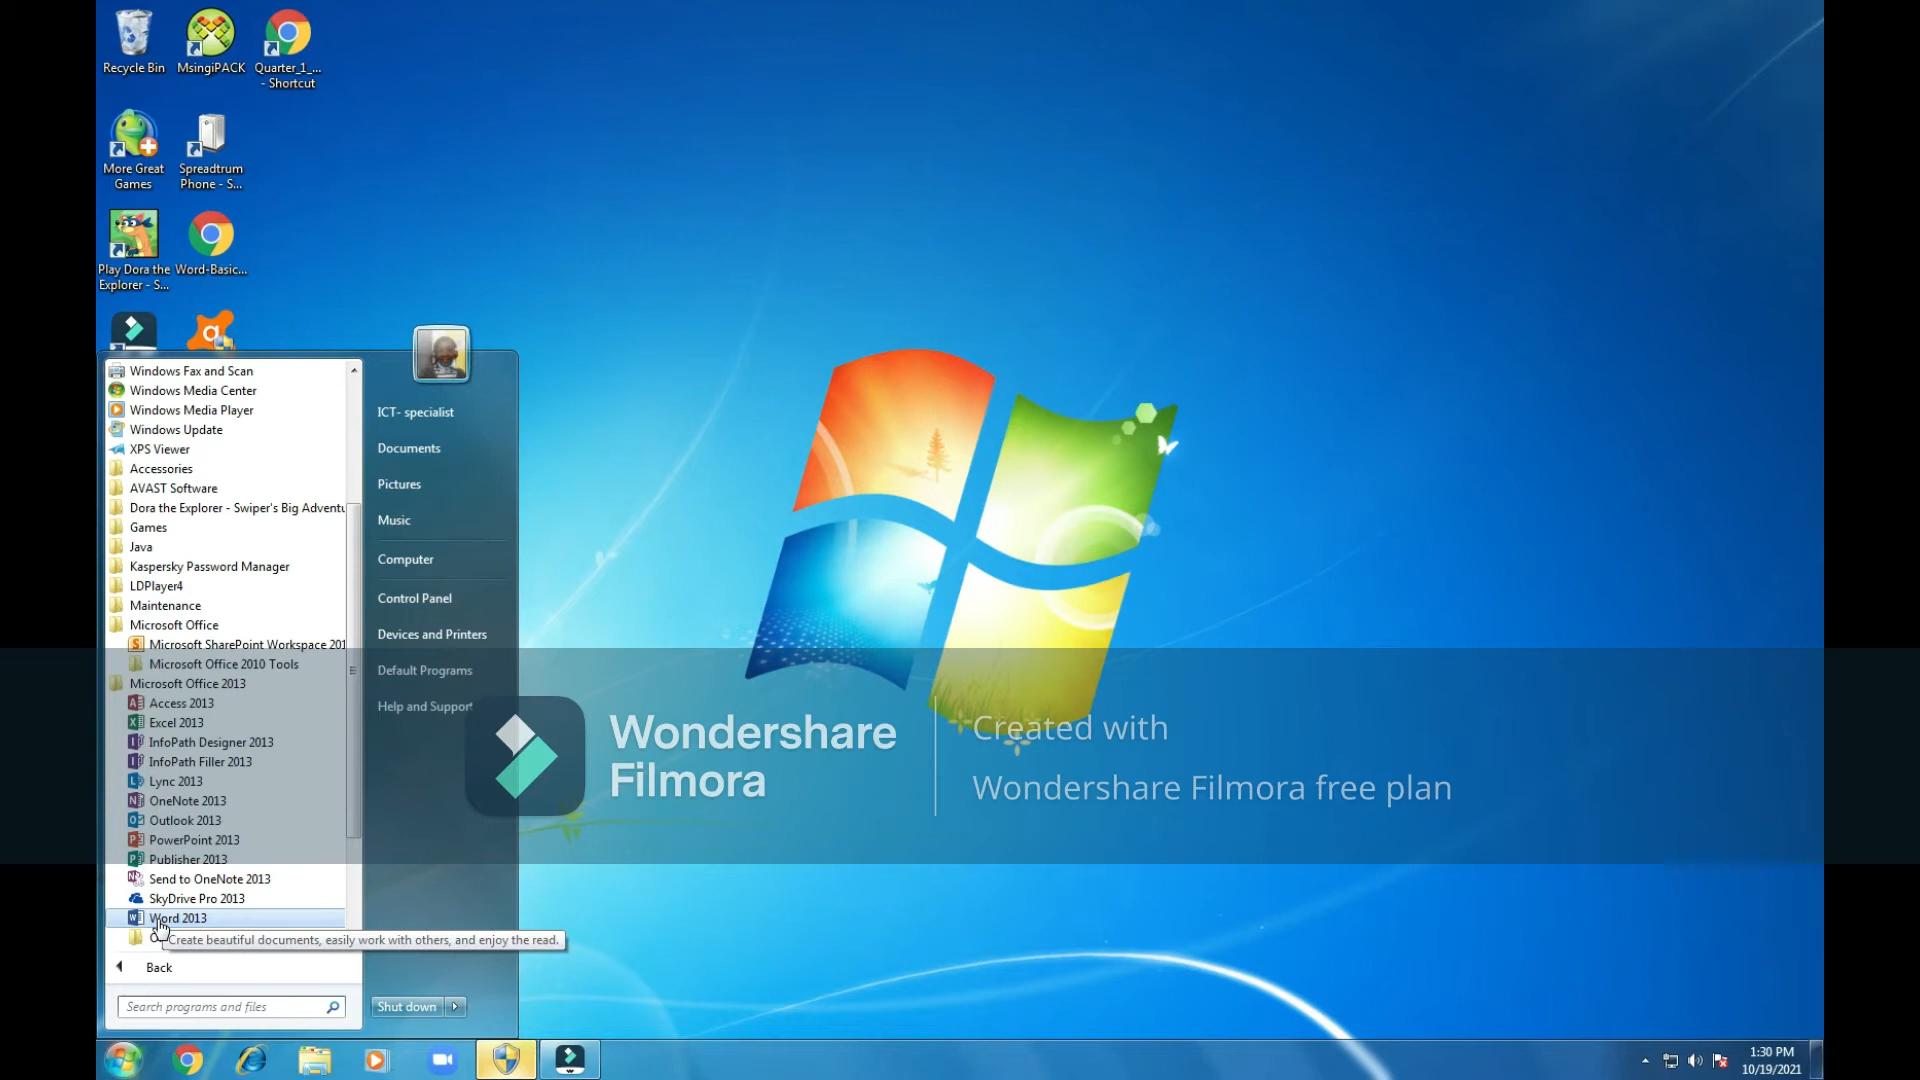 Recycle Bin
MsingiPACK
Quarter_1_...
- Shortcut
More Great
Games
Spreadtrum
Phone - S...
Play Dora the
Explorer - S...
Word-Basic...
Windows Fax and Scan
Windows Media Center
Windows Media Player
Windows Update
XPS Viewer
Accessories
AVAST Software
Dora the Explorer - Swiper's Big Adventu
Games
Java
Kaspersky Password Manager
LDPlayer4
Maintenance
Microsoft Office
Microsoft SharePoint Workspace 201
Microsoft Office 2010 Tools
Microsoft Office 2013
Access 2013
Excel 2013
InfoPath Designer 2013
InfoPath Filler 2013
Lync 2013
OneNote 2013
Outlook 2013
PowerPoint 2013
Publisher 2013
Send to OneNote 2013
SkyDrive Pro 2013
Word 2013
Create beautiful documents, easily work with others, and enjoy the read.
Back
Search programs and files
ICT- specialist
Documents
Pictures
Music
Computer
Control Panel
Devices and Printers
Default Programs
Help and Support
Shut down
Wondershare
Filmora
Created with
Wondershare Filmora free plan
1:30 PM
10/19/2021